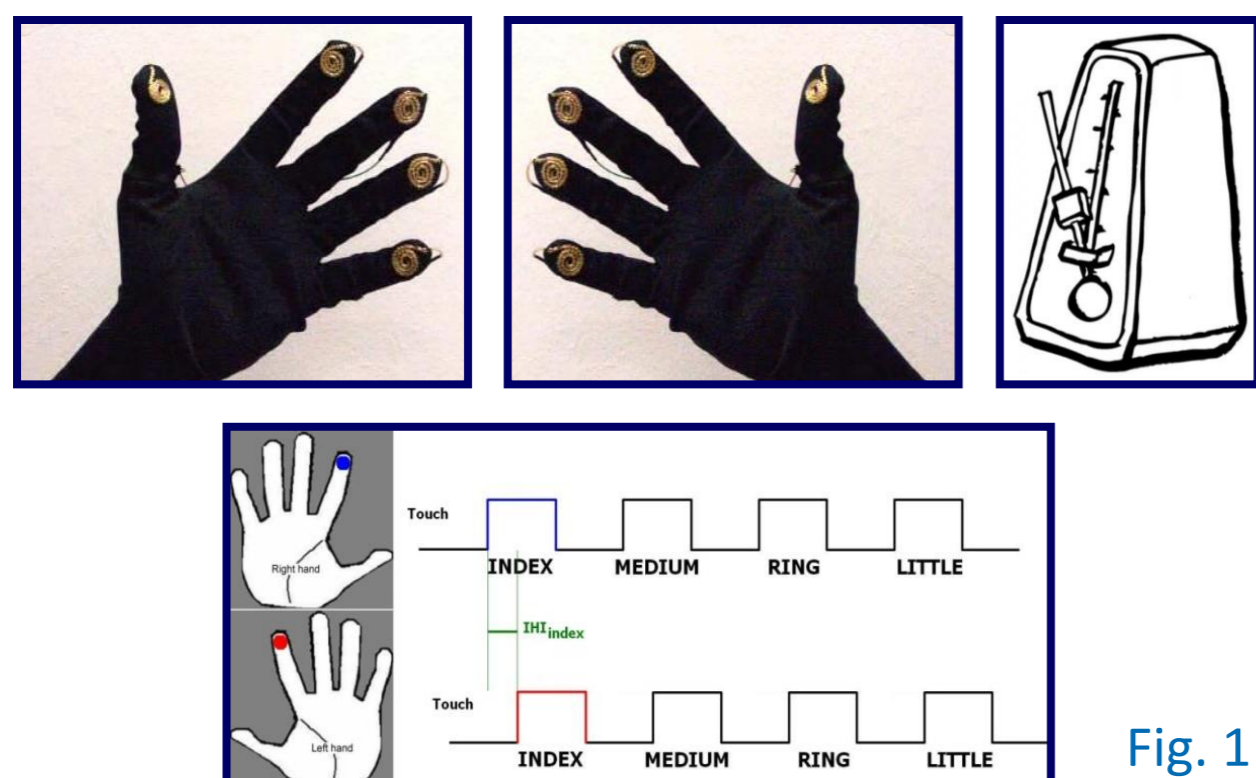 Right hand
Touch
INDEX MEDIUM RING LITTLE
IHIindex
Left hand
Touch
INDEX MEDIUM RING LITTLE
Fig. 1